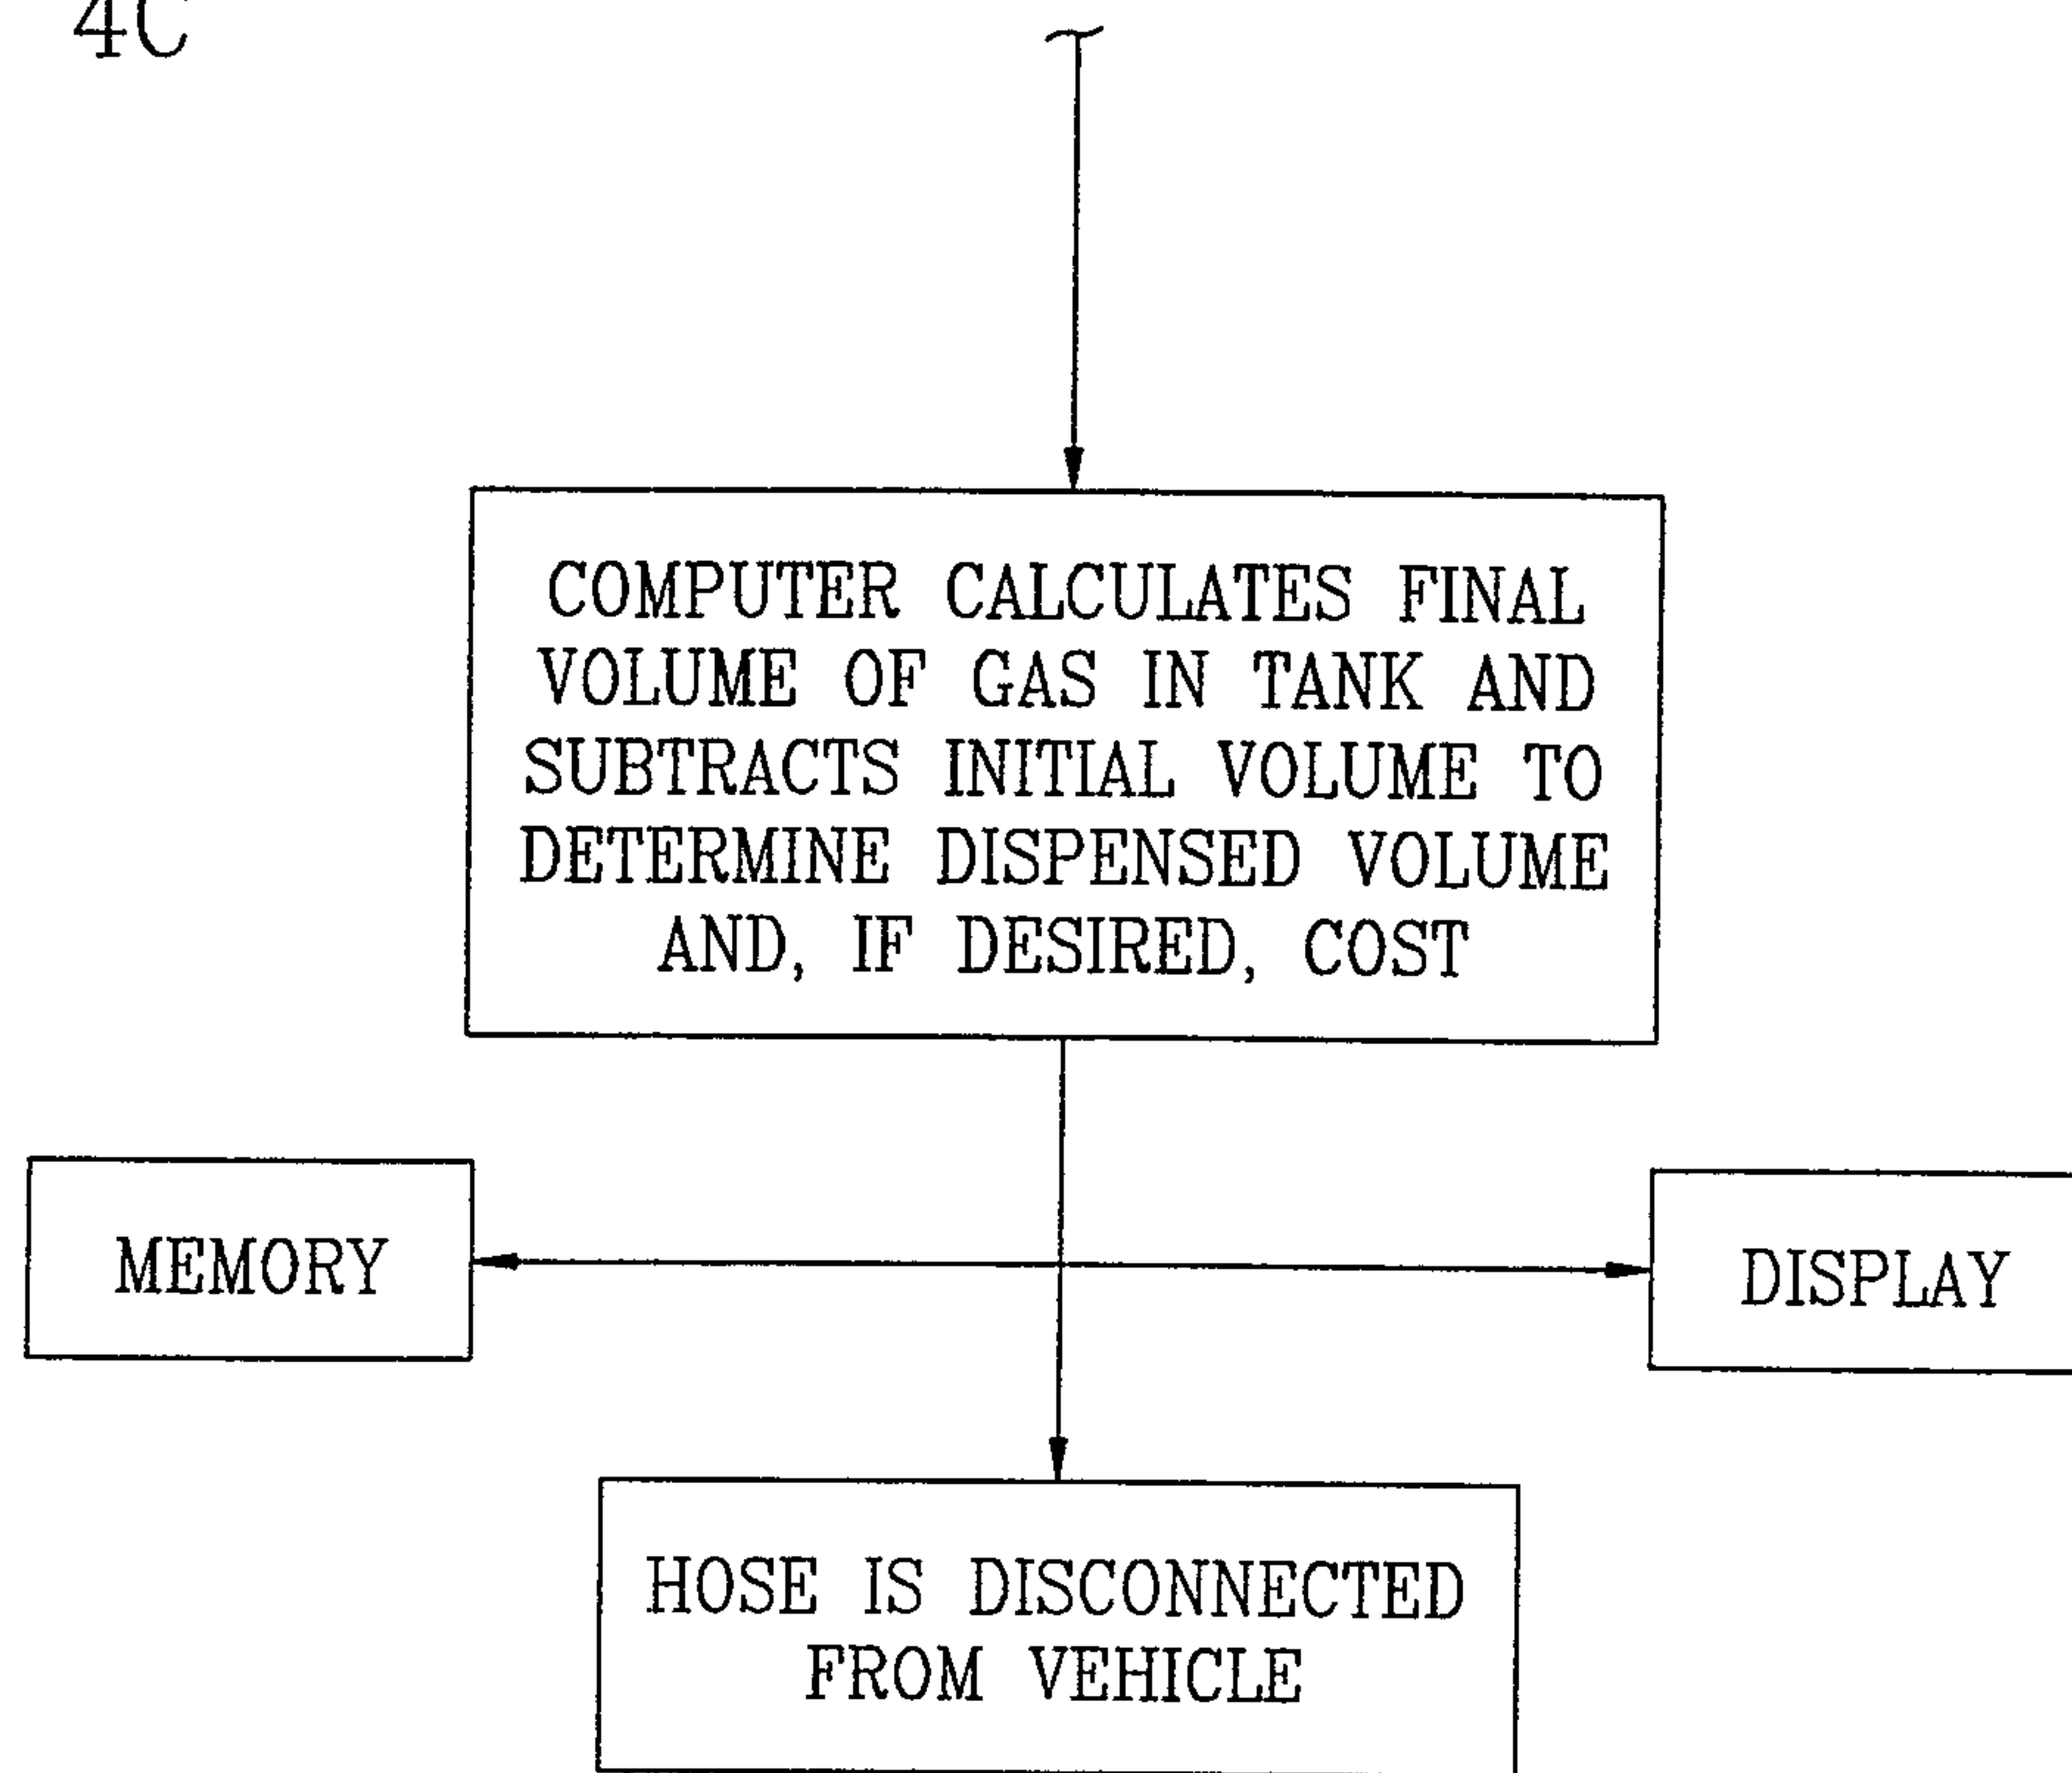 4C
COMPUTER CALCULATES FINAL
VOLUME OF GAS IN TANK AND
SUBTRACTS INITIAL VOLUME TO
DETERMINE DISPENSED VOLUME
AND, IF DESIRED, COST
MEMORY
DISPLAY
HOSE IS DISCONNECTED
FROM VEHICLE